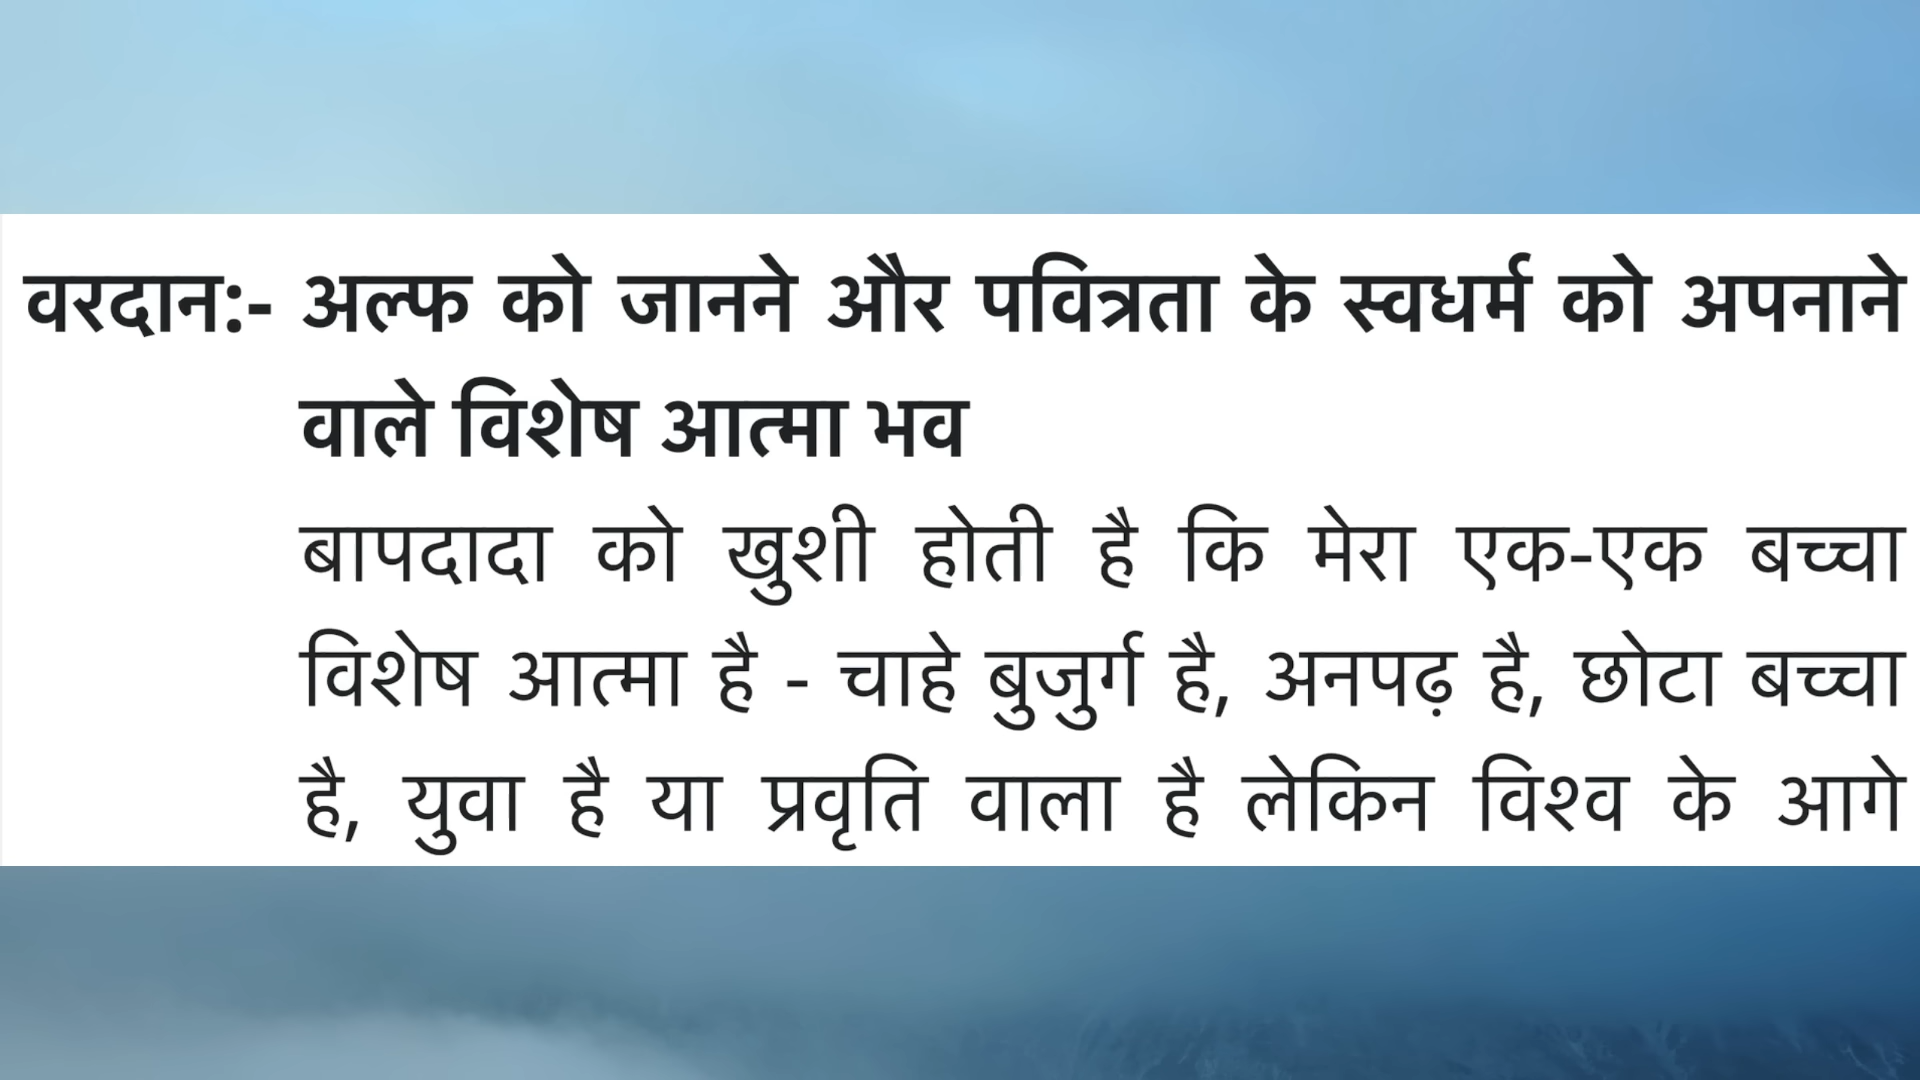 वरदान:- अल्फ को जानने और पवित्रता के स्वधर्म को अपनाने
वाले विशेष आत्मा भव
बापदादा को खुशी होती है कि मेरा एक-एक बच्चा
विशेष आत्मा है - चाहे बुजुर्ग है, अनपढ़ है, छोटा बच्चा
है, युवा है या प्रवृति वाला है लेकिन विश्व के आगे